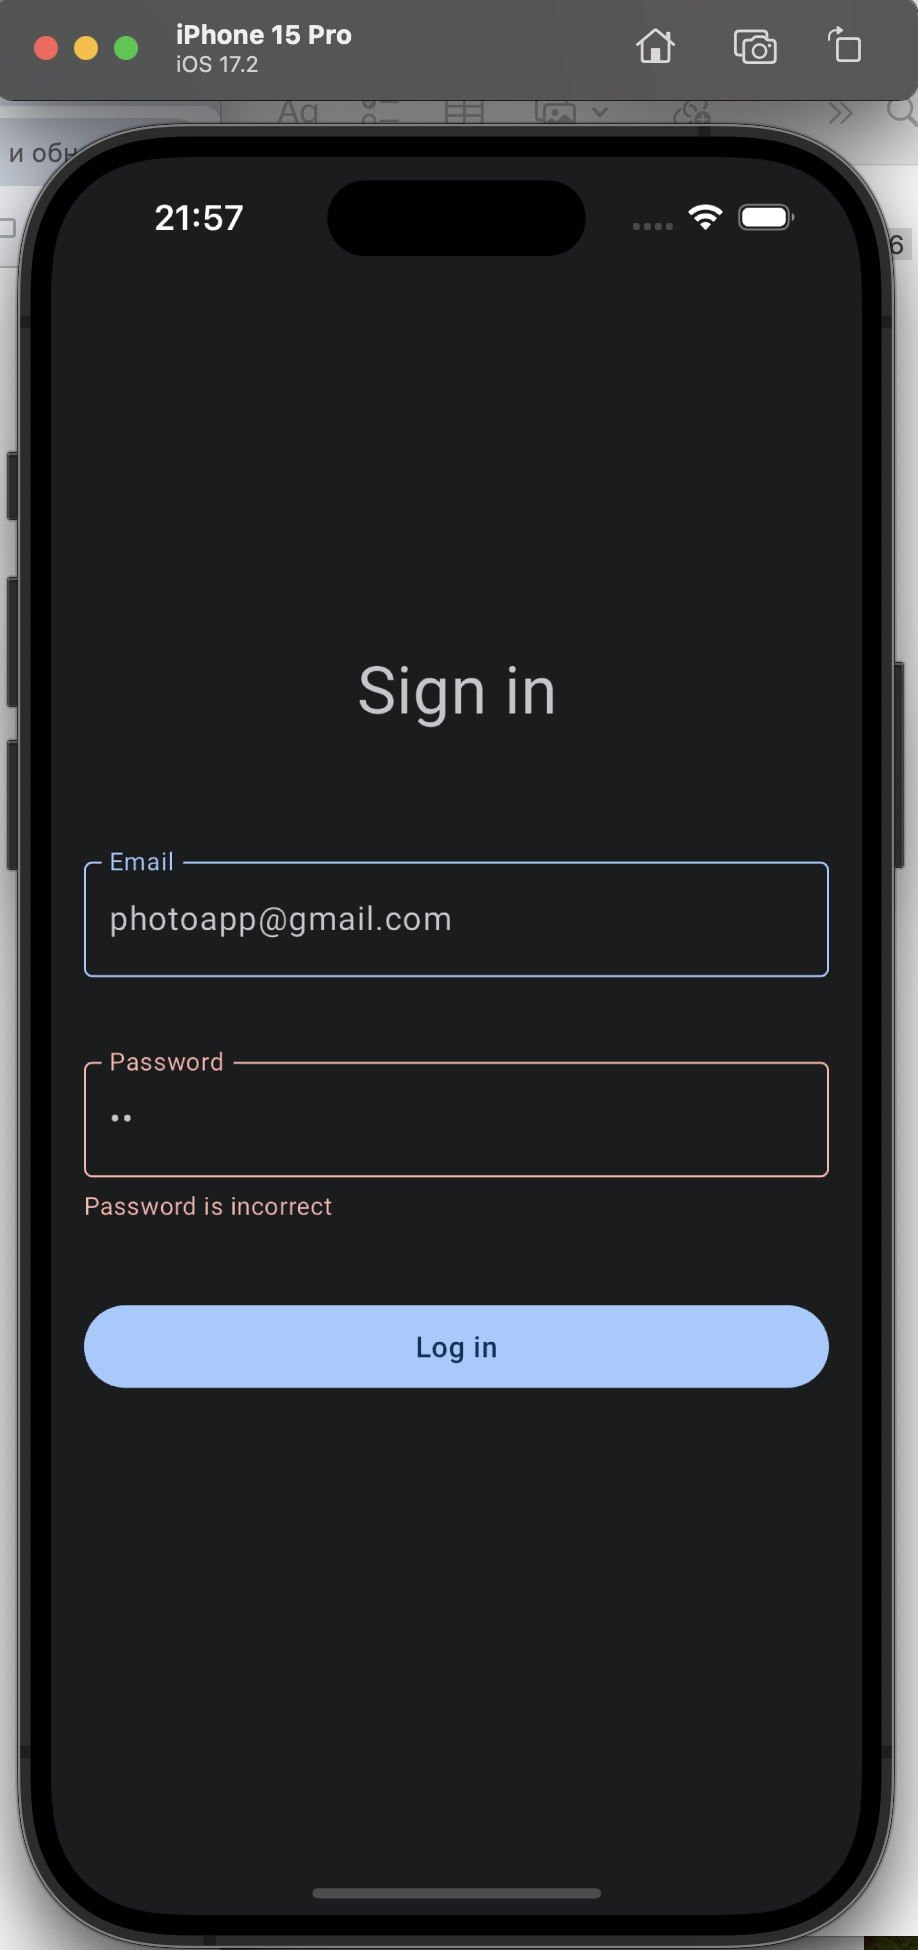 iPhone 15 Pro
iOS 17.2
Aa
и обн
6
21:57
Sign in
Email
photoapp@gmail.com
Password
••
Password is incorrect
Log in